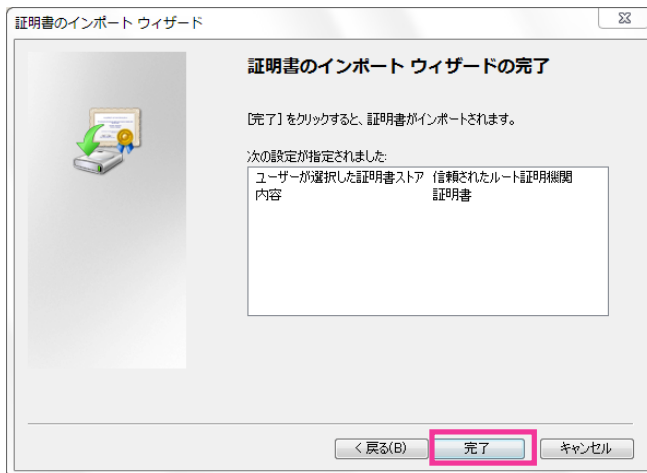 証明書のインポート ウィザード
証明書のインポート ウィザードの完了
[完了] をクリックすると、証明書がインポートされます。
次の設定が指定されました:
ユーザーが選択した証明書ストア 信頼されたルート証明機関
内容 証明書
< 戻る(B) 完了 キャンセル